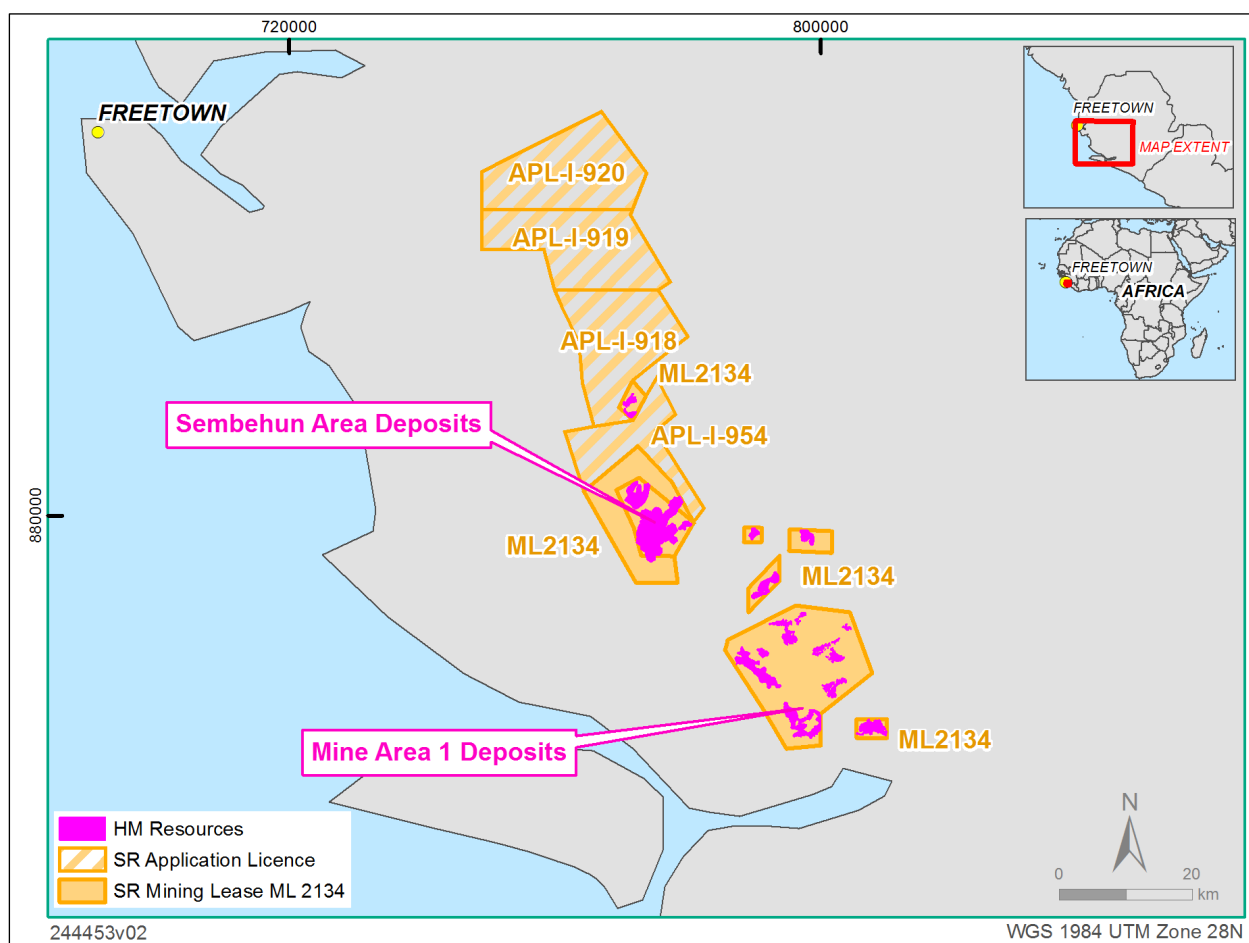 720000
800000
FREETOWN
FREETOWN
MAP EXTENT
APL-I-920
APL-I-919
FREETOWN
AFRICA
APL-I-918
ML2134
Sembehun Area Deposits
APL-I-954
880000
ML2134
ML2134
Mine Area 1 Deposits
ML2134
HM Resources
SR Application Licence
SR Mining Lease ML 2134
N
0
20
km
244453v02
WGS 1984 UTM Zone 28N